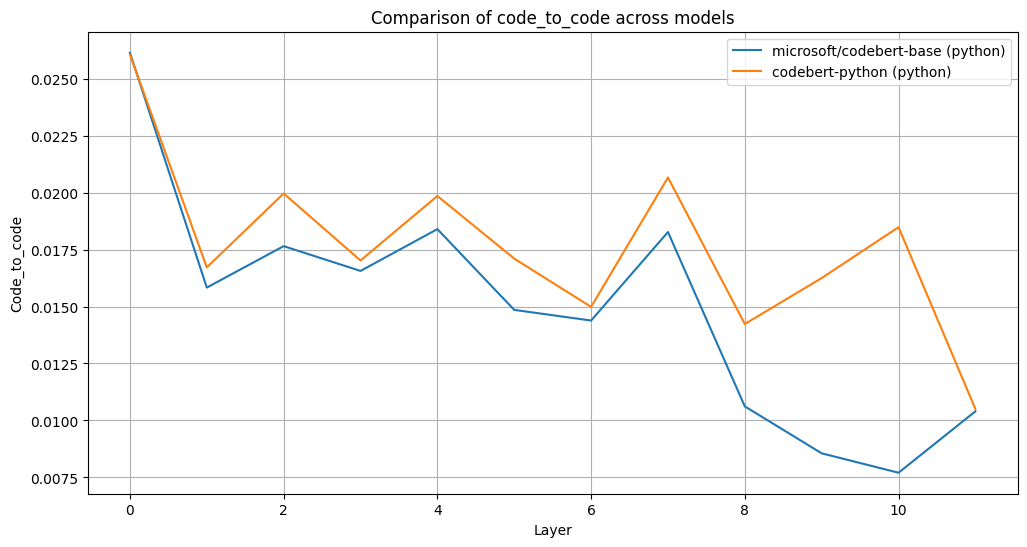 Comparison of code_to_code across models
microsoft/codebert-base (python)
codebert-python (python)
Code_to_code
0.0250
0.0225
0.0200
0.0175
0.0150
0.0125
0.0100
0.0075
0 2 4 6 8 10
Layer